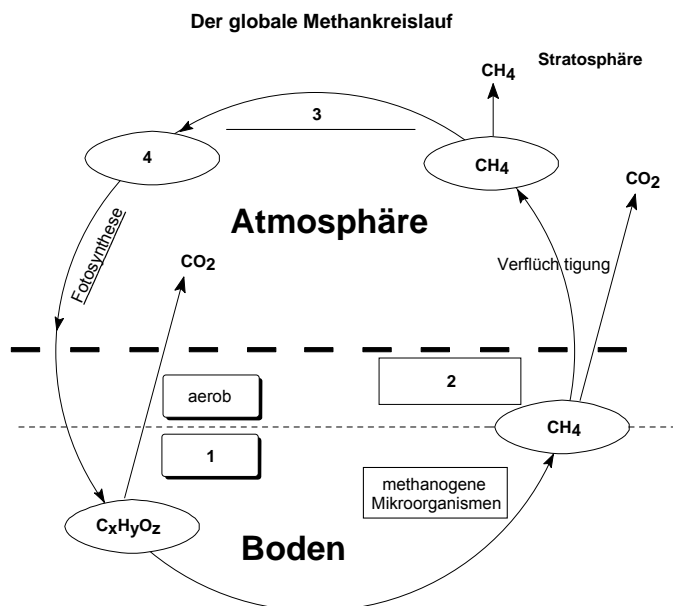 Der globale Methankreislauf
CH4
Stratosphäre
3
4
CH4
CO2
Atmosphäre
Fotosynthese
CO2
Verflüch tigung
2
aerob
CH4
1
methanogene
Mikroorganismen
CxHyOz
Boden